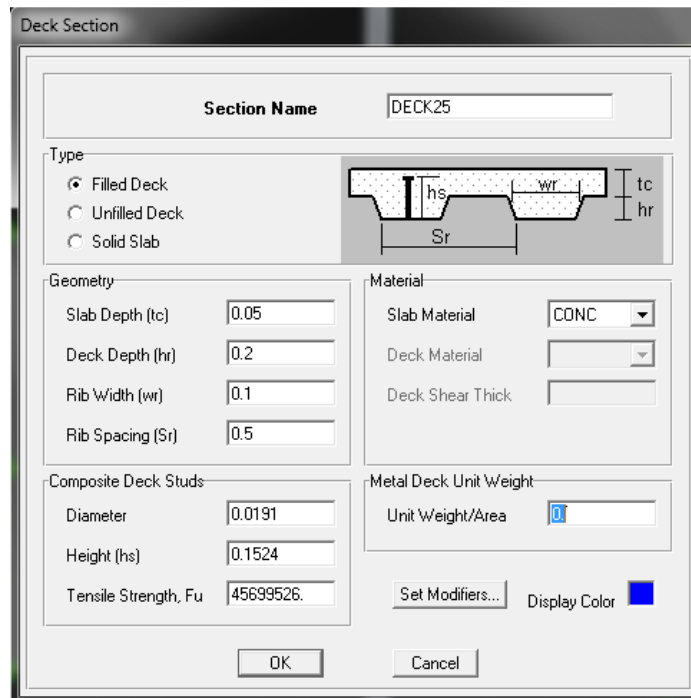 Deck Section
Section Name DECK25
Type
Filled Deck
Unfilled Deck
Solid Slab
hs wr tc
hr
Sr
Geometry
Slab Depth (tc) 0.05
Deck Depth (hr) 0.2
Rib Width (wr) 0.1
Rib Spacing (Sr) 0.5
Material
Slab Material CONC
Deck Material
Deck Shear Thick
Composite Deck Studs
Diameter 0.0191
Height (hs) 0.1524
Tensile Strength, Fu 45699526.
Metal Deck Unit Weight
Unit Weight/Area 0.
Set Modifiers... Display Color
OK Cancel